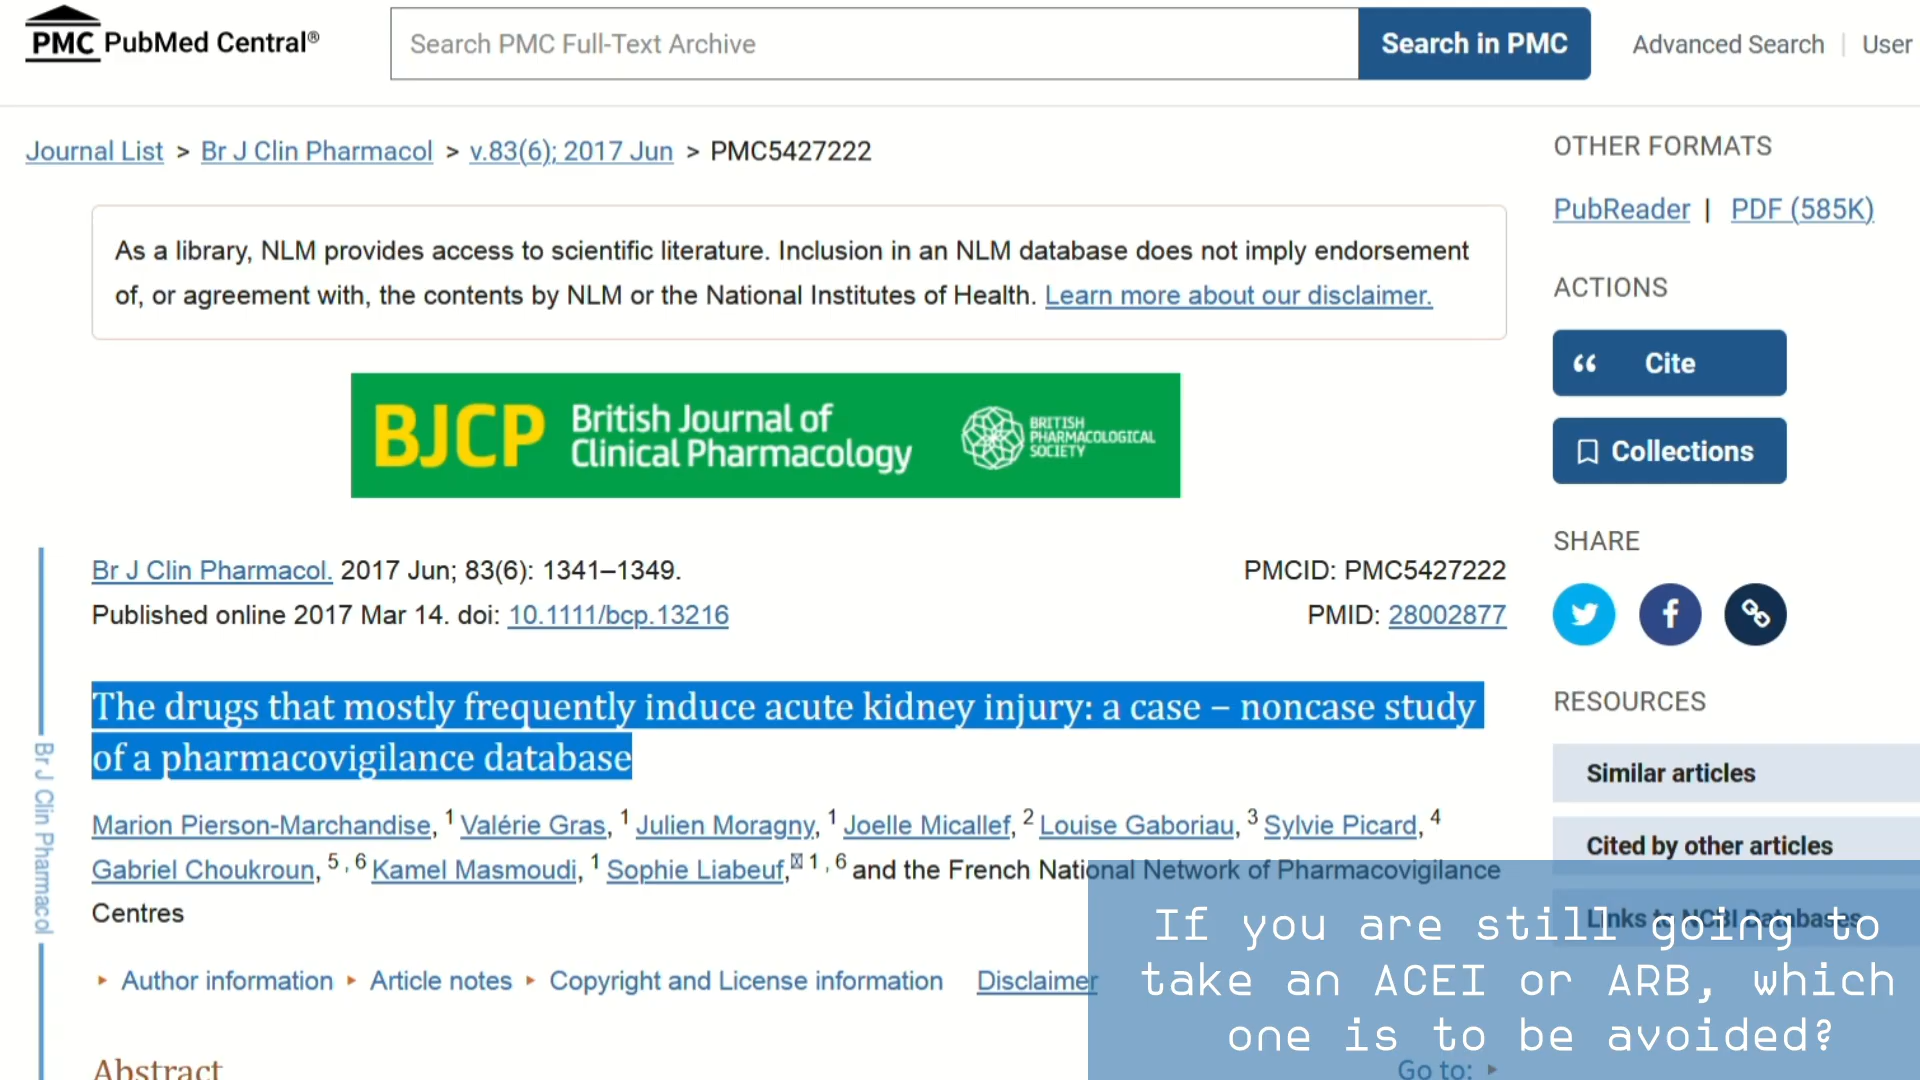 PMC PubMed Central®
Search PMC Full-Text Archive
Search in PMC
Advanced Search | User
Journal List > Br J Clin Pharmacol > v.83(6); 2017 Jun > PMC5427222
As a library, NLM provides access to scientific literature. Inclusion in an NLM database does not imply endorsement
of, or agreement with, the contents by NLM or the National Institutes of Health. Learn more about our disclaimer.
BJCP British Journal of
Clinical Pharmacology
BRITISH
PHARMACOLOGICAL
SOCIETY
Br J Clin Pharmacol. 2017 Jun; 83(6): 1341–1349.
Published online 2017 Mar 14. doi: 10.1111/bcp.13216
PMCID: PMC5427222
PMID: 28002877
The drugs that mostly frequently induce acute kidney injury: a case – noncase study
of a pharmacovigilance database
Marion Pierson-Marchandise, 1 Valérie Gras, 1 Julien Moragny, 1 Joelle Micallef, 2 Louise Gaboriau, 3 Sylvie Picard, 4
Gabriel Choukroun, 5 , 6 Kamel Masmoudi, 1 Sophie Liabeuf, 1 , 6 and the French National Network of Pharmacovigilance
Centres
Author information Article notes Copyright and License information Disclaimer
Abstract
Go to:
Br J Clin Pharmacol
OTHER FORMATS
PubReader | PDF (585K)
ACTIONS
Cite
Collections
SHARE
RESOURCES
Similar articles
Cited by other articles
Links to NCBI Databases
If you are still going to
take an ACEI or ARB, which
one is to be avoided?